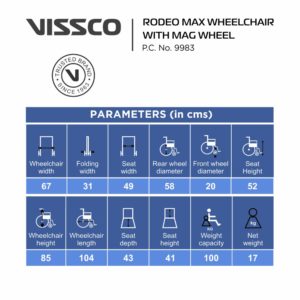 VISSCO
RODEO MAX WHEELCHAIR
WITH MAG WHEEL
P.C. No. 9983
TRUSTED BRAND
V
SINCE 1963
PARAMETERS (in cms)
Wheelchair width
Folding width
Seat width
Rear wheel diameter
Front wheel diameter
Seat Height
67 31 49 58 20 52
Wheelchair height
Wheelchair length
Seat depth
Seat height
Weight capacity
Net weight
KG
85 104 43 41 100 17